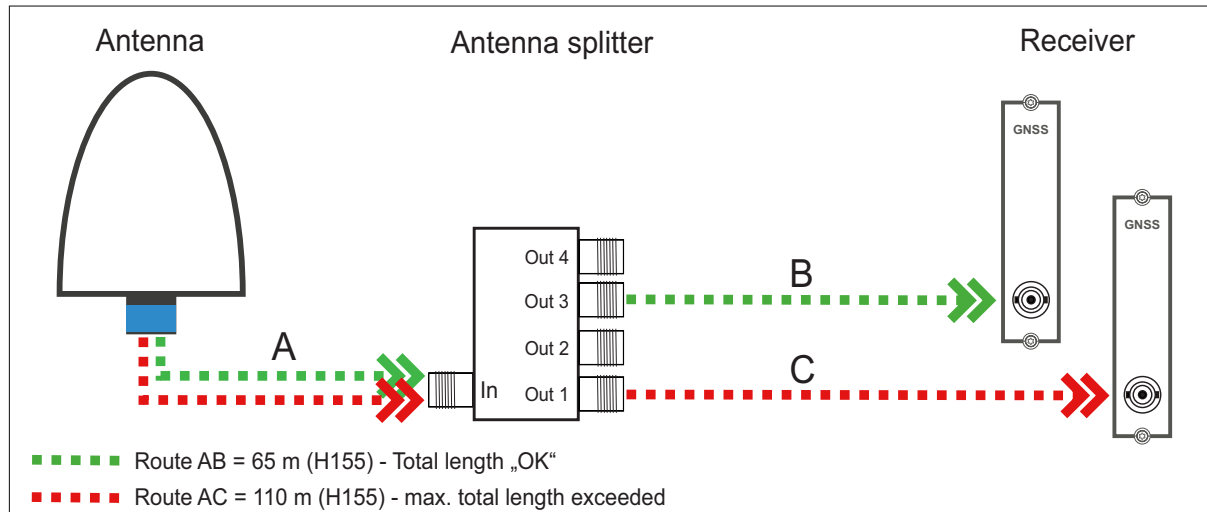 Antenna
Antenna splitter
Receiver
GNSS
GNSS
Out 4
Out 3
Out 2
Out 1
In
A
B
C
Route AB = 65 m (H155) - Total length „OK“
Route AC = 110 m (H155) - max. total length exceeded